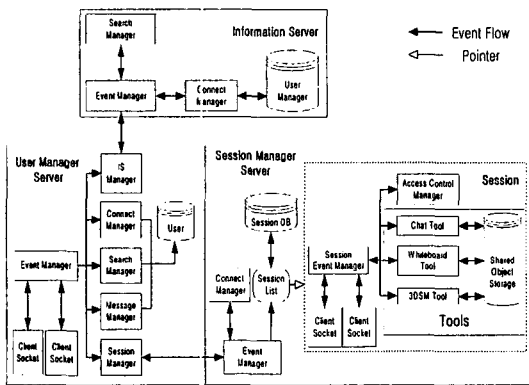 Search
Manager
Information Server
Event Manager
Connect
Manager
User
Manager
Event Flow
Pointer
User Manager
Server
IS
Manager
Connect
Manager
User
Event Manager
Search
Manager
Message
Manager
Client
Socket
Client
Socket
Session
Manager
Session Manager
Server
Session DB
Connect
Manager
Session
List
Event
Manager
Session
Access Control
Manager
Chat Tool
Session
Event Manager
Whiteboard
Tool
Shared
Object
Storage
3DSM Tool
Client
Socket
Client
Socket
Tools